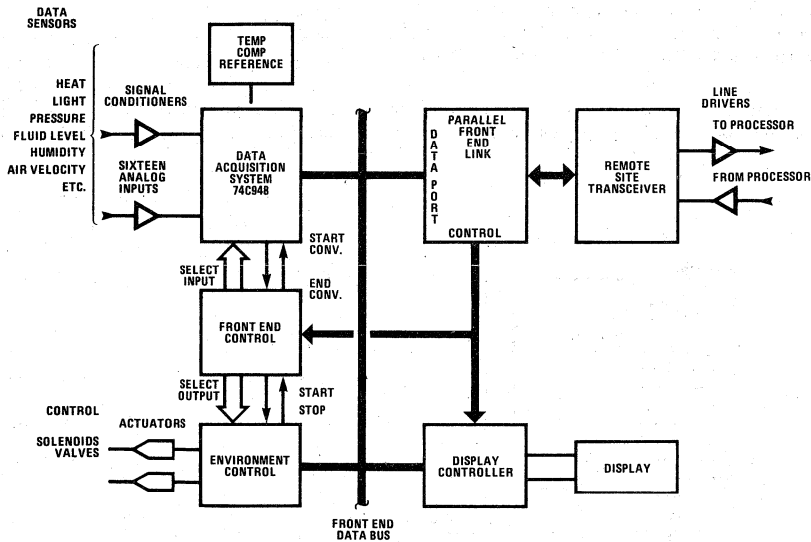 DATA
SENSORS
TEMP
COMP
REFERENCE
HEAT
LIGHT
PRESSURE
FLUID LEVEL
HUMIDITY
AIR VELOCITY
ETC.
SIGNAL
CONDITIONERS
SIXTEEN
ANALOG
INPUTS
DATA
ACQUISITION
SYSTEM
74C948
DATA PORT
PARALLEL
FRONT
END
LINK
CONTROL
REMOTE
SITE
TRANSCEIVER
LINE
DRIVERS
TO PROCESSOR
FROM PROCESSOR
SELECT
INPUT
START
CONV.
END
CONV.
FRONT END
CONTROL
SELECT
OUTPUT
START
STOP
CONTROL
SOLENOIDS
VALVES
ACTUATORS
ENVIRONMENT
CONTROL
DISPLAY
CONTROLLER
DISPLAY
FRONT END
DATA BUS